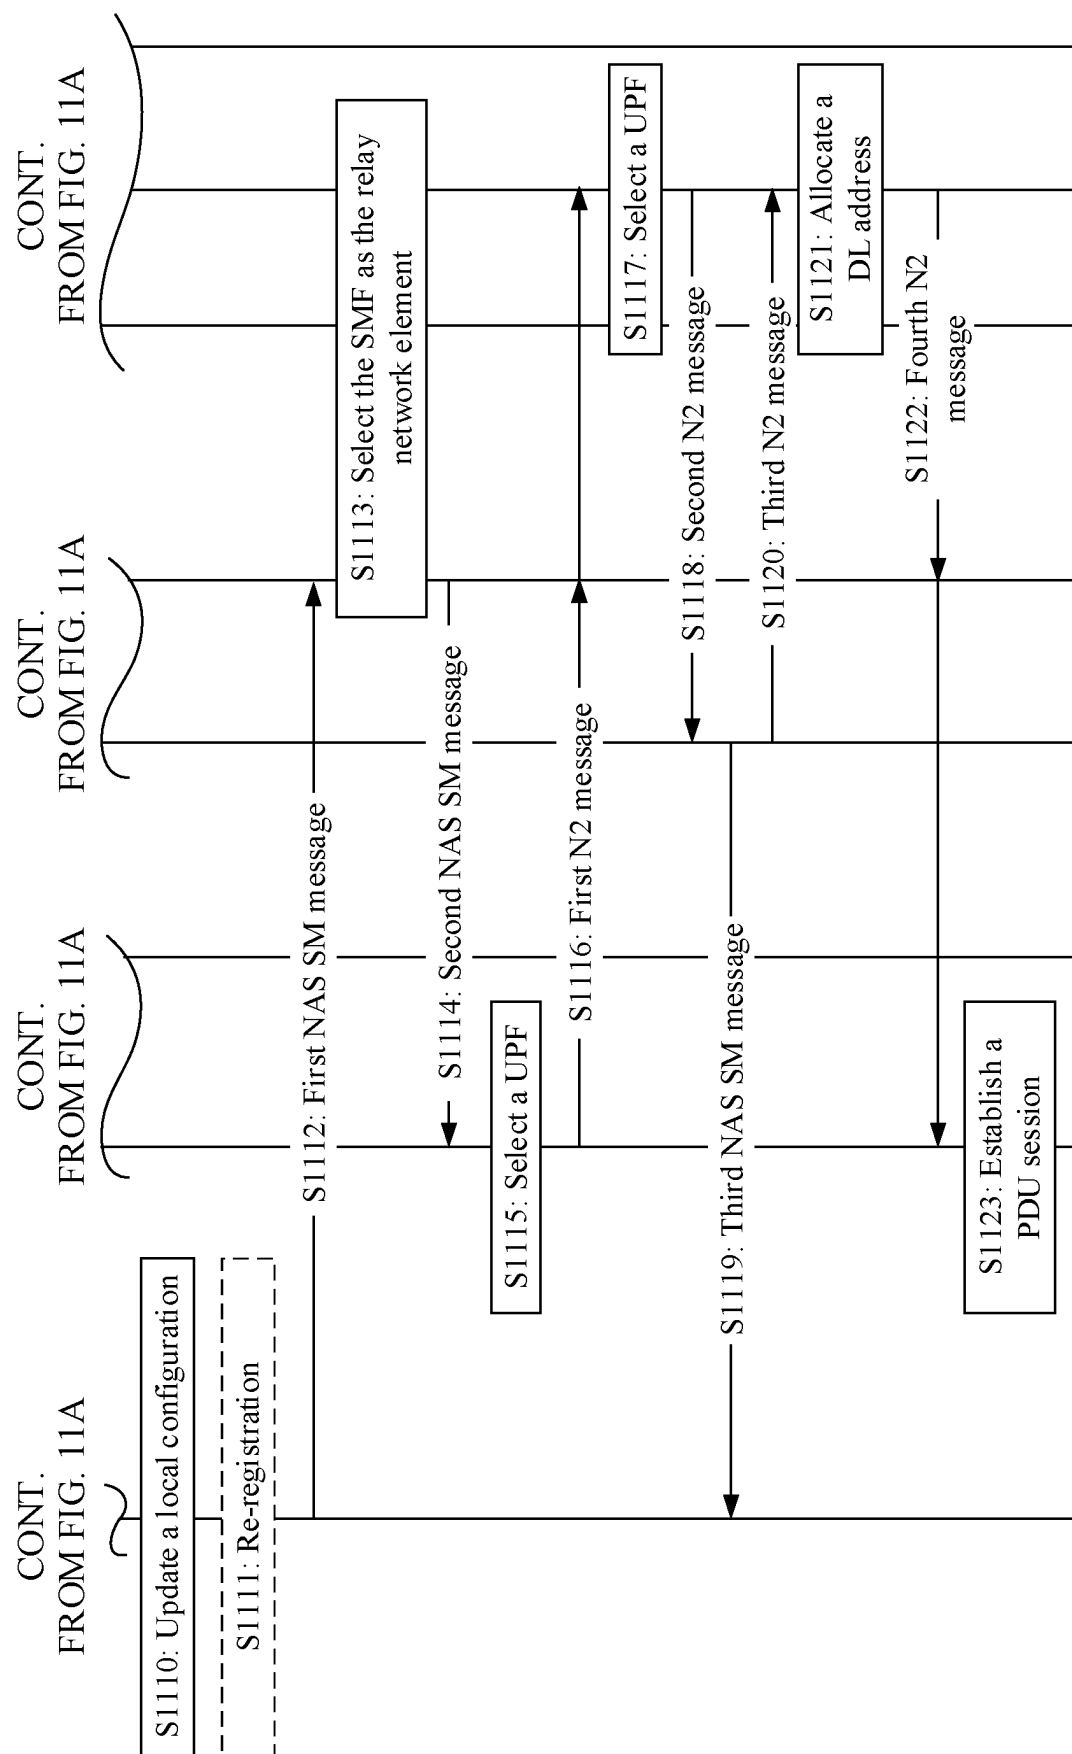 CONT.
FROM FIG. 11A
CONT.
FROM FIG. 11A
CONT.
FROM FIG. 11A
CONT.
FROM FIG. 11A
S1110: Update a local configuration
S1111: Re-registration
S1112: First NAS SM message
S1113: Select the SMF as the relay
network element
S1114: Second NAS SM message
S1115: Select a UPF
S1116: First N2 message
S1117: Select a UPF
S1118: Second N2 message
S1119: Third NAS SM message
S1120: Third N2 message
S1121: Allocate a
DL address
S1122: Fourth N2
message
S1123: Establish a
PDU session